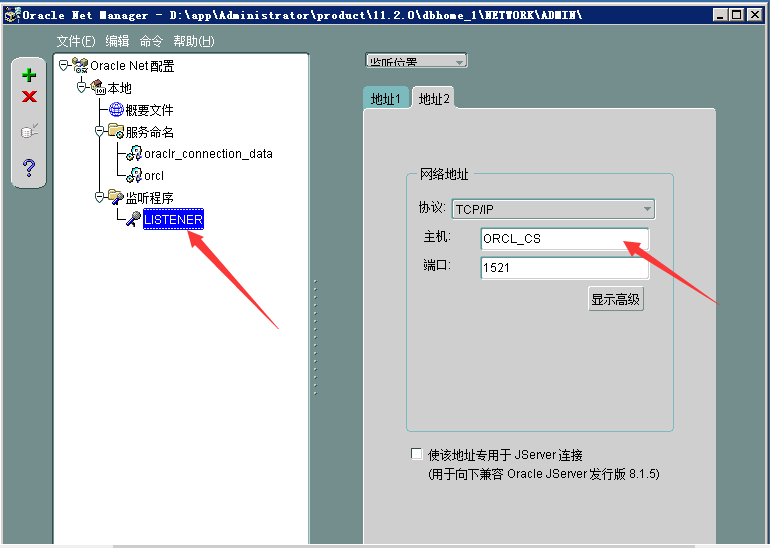 Oracle Net Manager - D:\app\Administrator\product\11.2.0\dbhome_1\NETWORK\ADMIN\
文件(F) 编辑 命令 帮助(H)
Oracle Net 配置
本地
概要文件
服务命名
oraclr_connection_data
orcl
监听程序
LISTENER
监听位置
地址1 地址2
网络地址
协议: TCP/IP
主机: ORCL_CS
端口: 1521
显示高级
使该地址专用于 JServer 连接
(用于向下兼容 Oracle JServer 发行版 8.1.5)